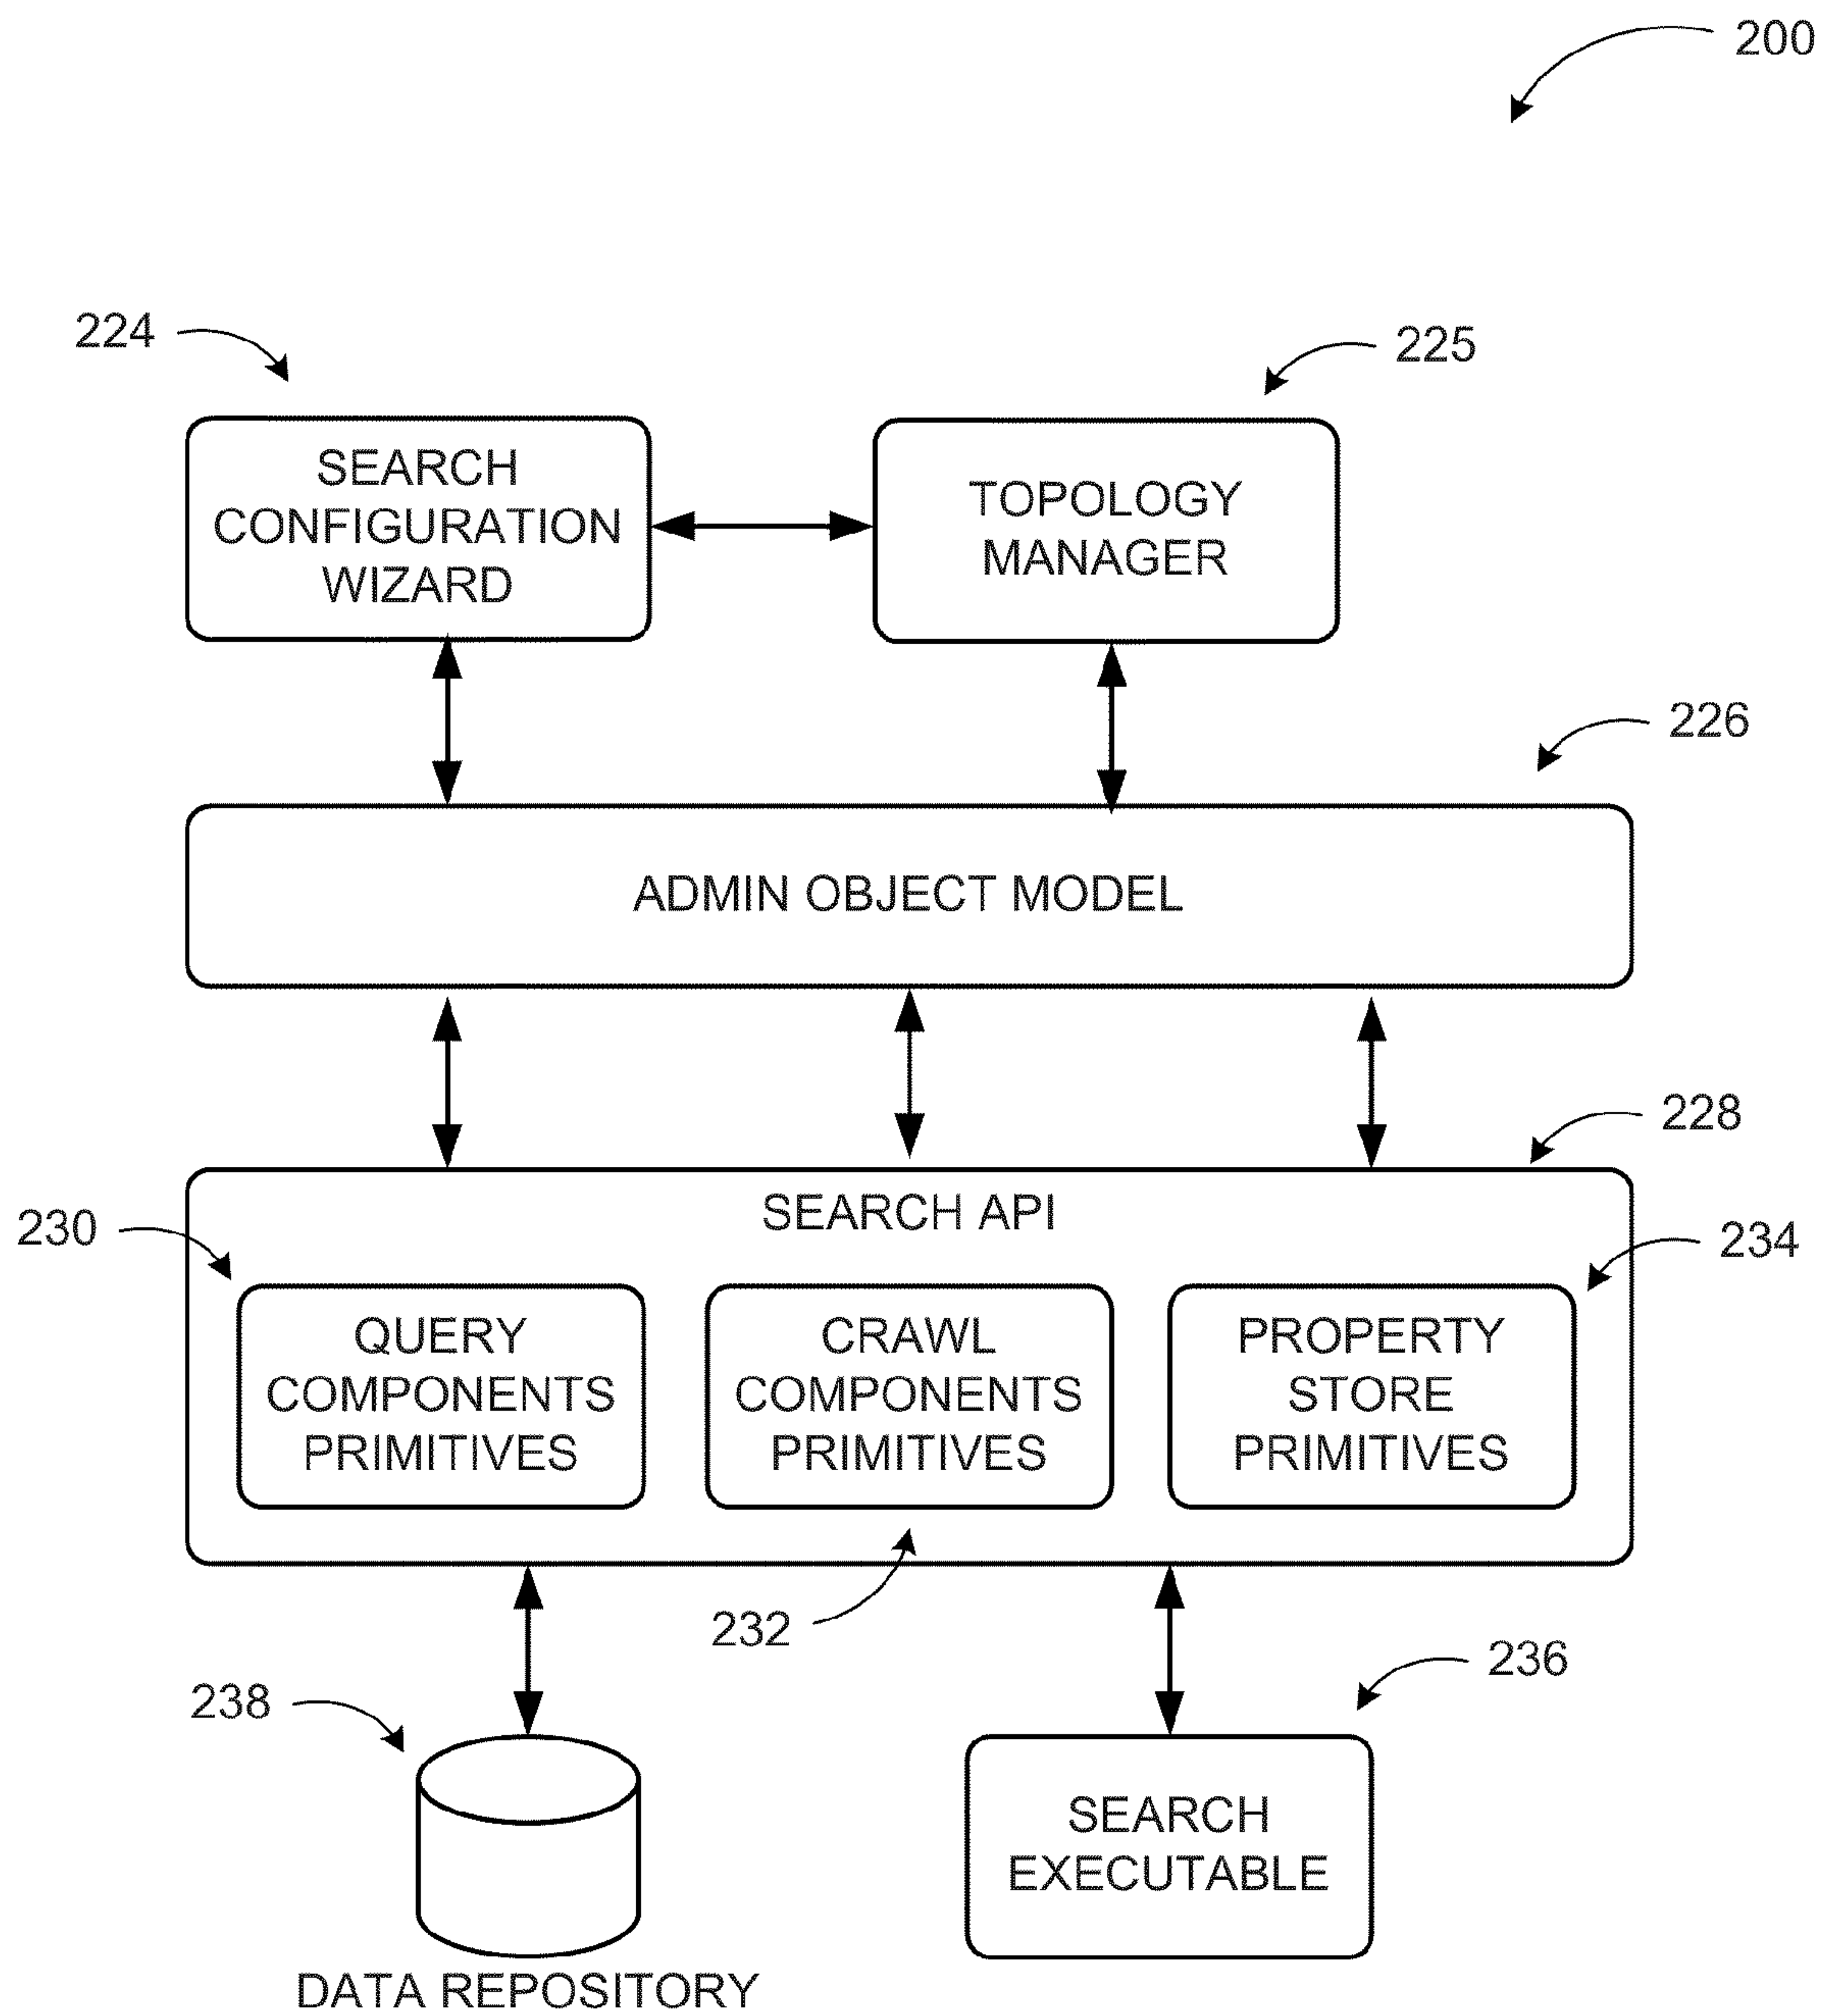 200
224
225
SEARCH
CONFIGURATION
WIZARD
TOPOLOGY
MANAGER
226
ADMIN OBJECT MODEL
228
SEARCH API
230
234
QUERY
COMPONENTS
PRIMITIVES
CRAWL
COMPONENTS
PRIMITIVES
PROPERTY
STORE
PRIMITIVES
232
236
238
SEARCH
EXECUTABLE
DATA REPOSITORY